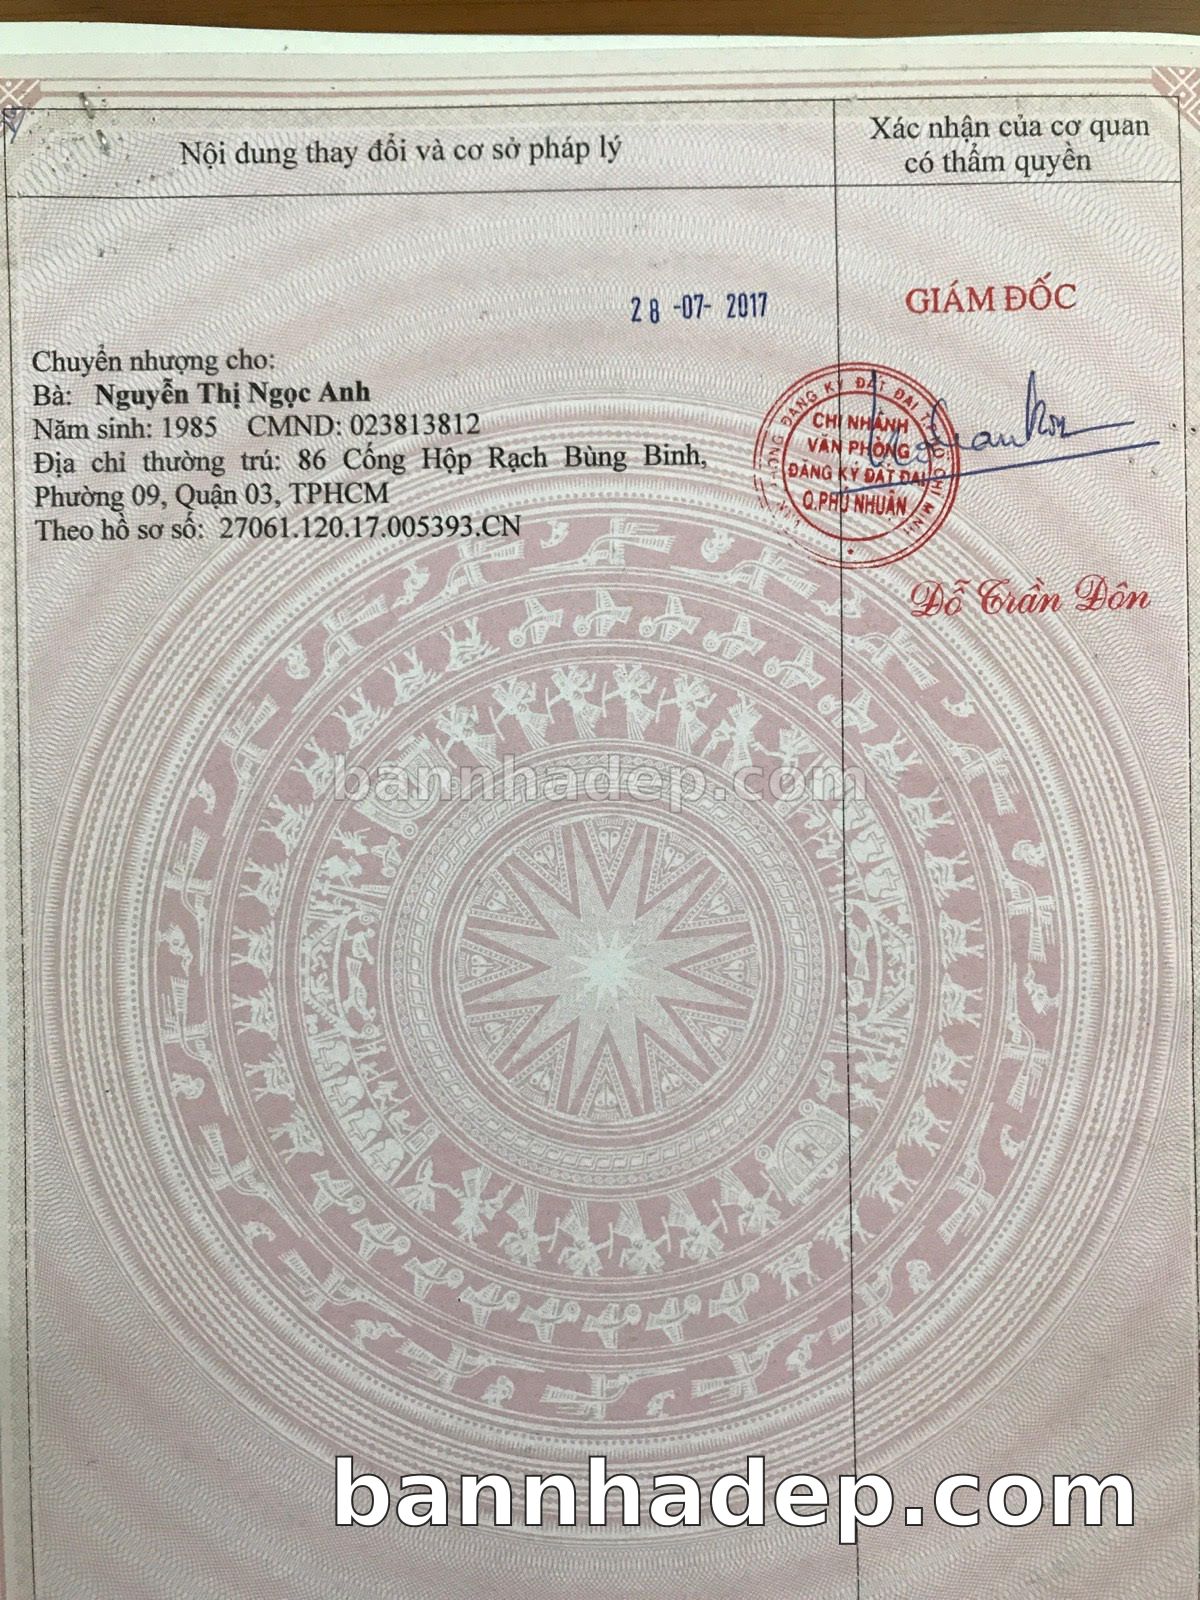 Nội dung thay đổi và cơ sở pháp lý
Xác nhận của cơ quan
có thẩm quyền
28 -07- 2017
GIÁM ĐỐC
Chuyển nhượng cho:
Bà: Nguyễn Thị Ngọc Anh
Năm sinh: 1985 CMND: 023813812
Địa chỉ thường trú: 86 Cống Hộp Rạch Bùng Binh,
Phường 09, Quận 03, TPHCM
Theo hồ sơ số: 27061.120.17.005393.CN
CHI NHÁNH
VĂN PHÒNG
ĐĂNG KÝ ĐẤT ĐAI
Q.PHÚ NHUẬN
Đỗ Trần Đôn
bannhadep.com
bannhadep.com